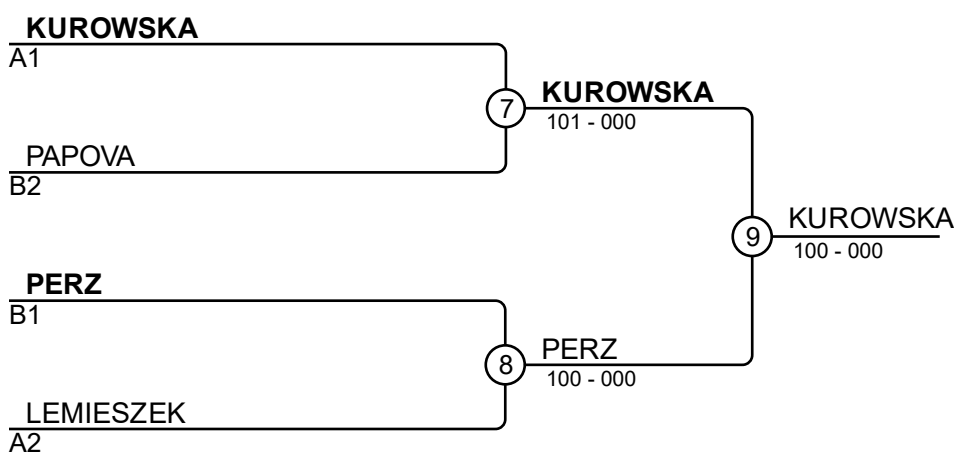 KUROWSKA
A1
7
KUROWSKA
101 - 000
PAPOVA
B2
9
KUROWSKA
100 - 000
PERZ
B1
8
PERZ
100 - 000
LEMIESZEK
A2